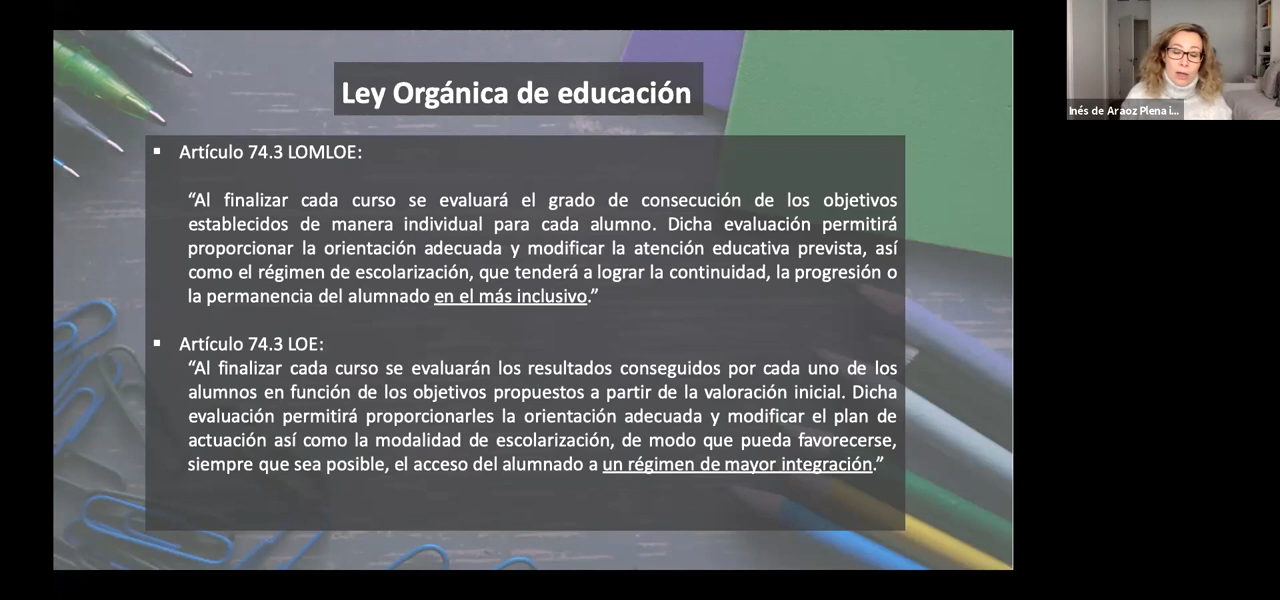 Ley Orgánica de educación
Inés de Araoz Plena i...
▪ Artículo 74.3 LOMLOE:
“Al finalizar cada curso se evaluará el grado de consecución de los objetivos
establecidos de manera individual para cada alumno. Dicha evaluación permitirá
proporcionar la orientación adecuada y modificar la atención educativa prevista, así
como el régimen de escolarización, que tenderá a lograr la continuidad, la progresión o
la permanencia del alumnado en el más inclusivo.”
▪ Artículo 74.3 LOE:
“Al finalizar cada curso se evaluarán los resultados conseguidos por cada uno de los
alumnos en función de los objetivos propuestos a partir de la valoración inicial. Dicha
evaluación permitirá proporcionarles la orientación adecuada y modificar el plan de
actuación así como la modalidad de escolarización, de modo que pueda favorecerse,
siempre que sea posible, el acceso del alumnado a un régimen de mayor integración.”